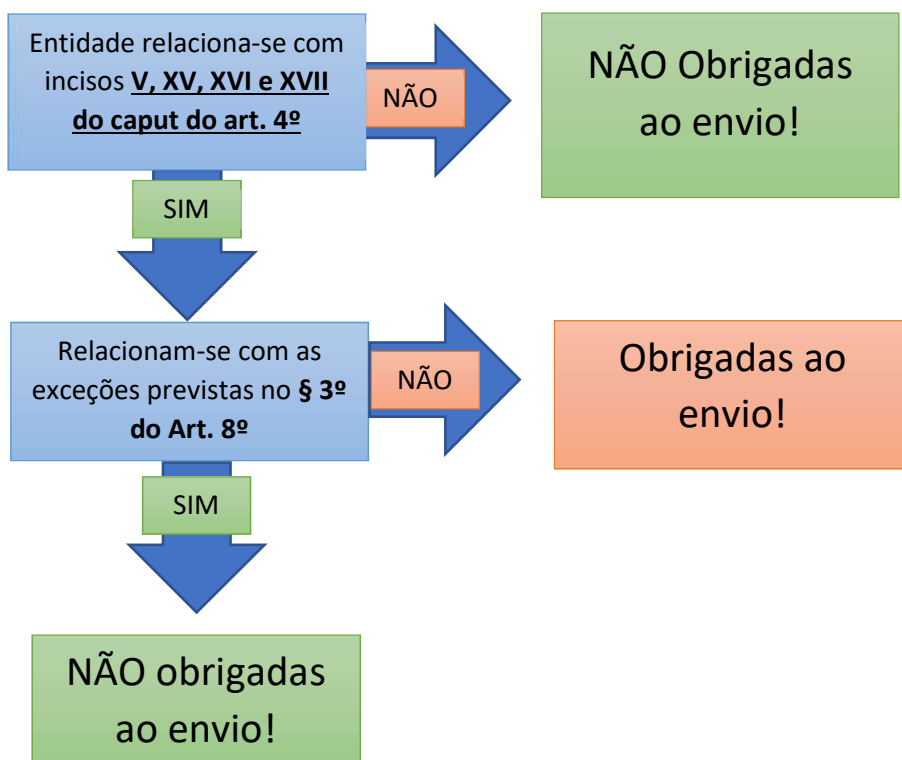 Entidade relaciona-se com
incisos V, XV, XVI e XVII
do caput do art. 4º
NÃO
NÃO Obrigadas
ao envio!
SIM
Relacionam-se com as
exceções previstas no § 3º
do Art. 8º
NÃO
Obrigadas ao
envio!
SIM
NÃO obrigadas
ao envio!